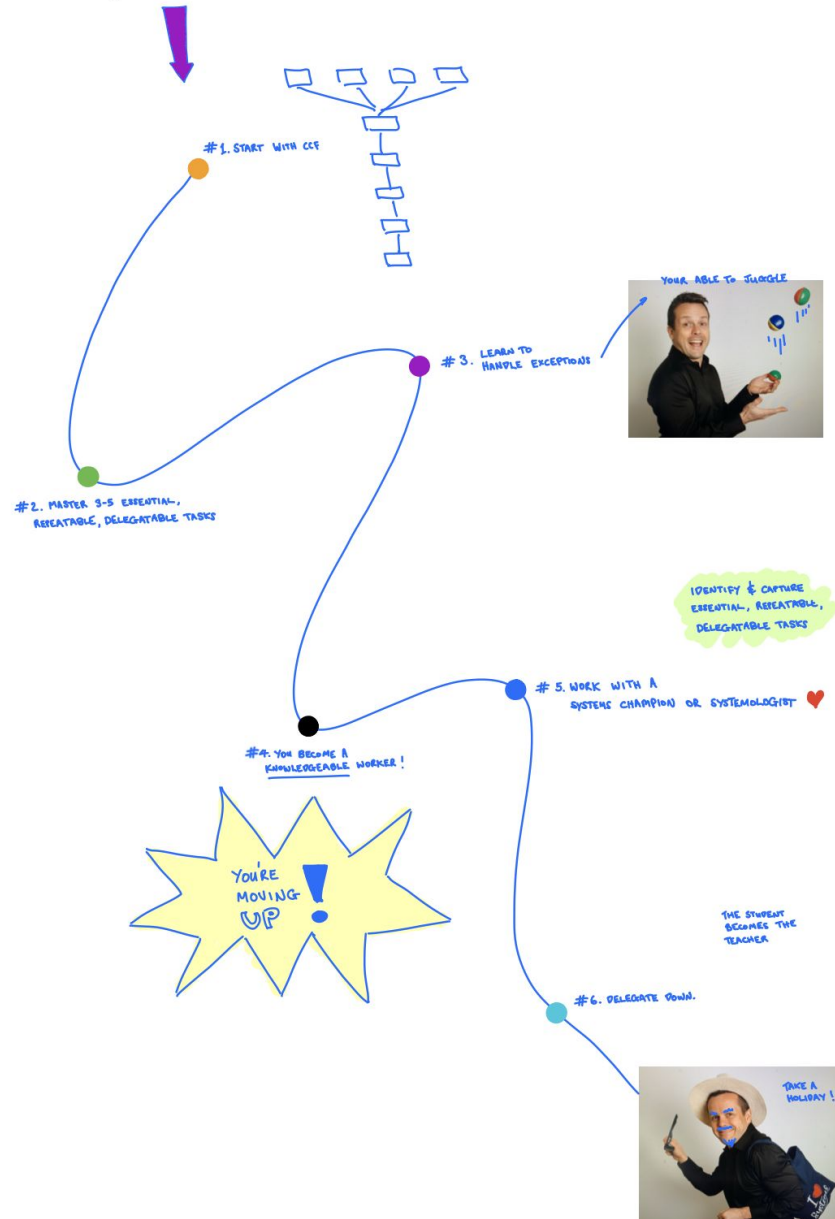 #1. START WITH CCF
YOUR ABLE TO JUGGLE
#3. LEARN TO
HANDLE EXCEPTIONS
#2. MASTER 3-5 ESSENTIAL,
REPEATABLE, DELEGATABLE TASKS
IDENTIFY & CAPTURE
ESSENTIAL, REPEATABLE,
DELEGATABLE TASKS
#5. WORK WITH A
SYSTEMS CHAMPION OR SYSTEMOLOGIST
#4. YOU BECOME A
KNOWLEDGEABLE WORKER!
YOU'RE
MOVING
UP !
THE STUDENT
BECOMES THE
TEACHER
#6. DELEGATE DOWN.
TAKE A
HOLIDAY!
I